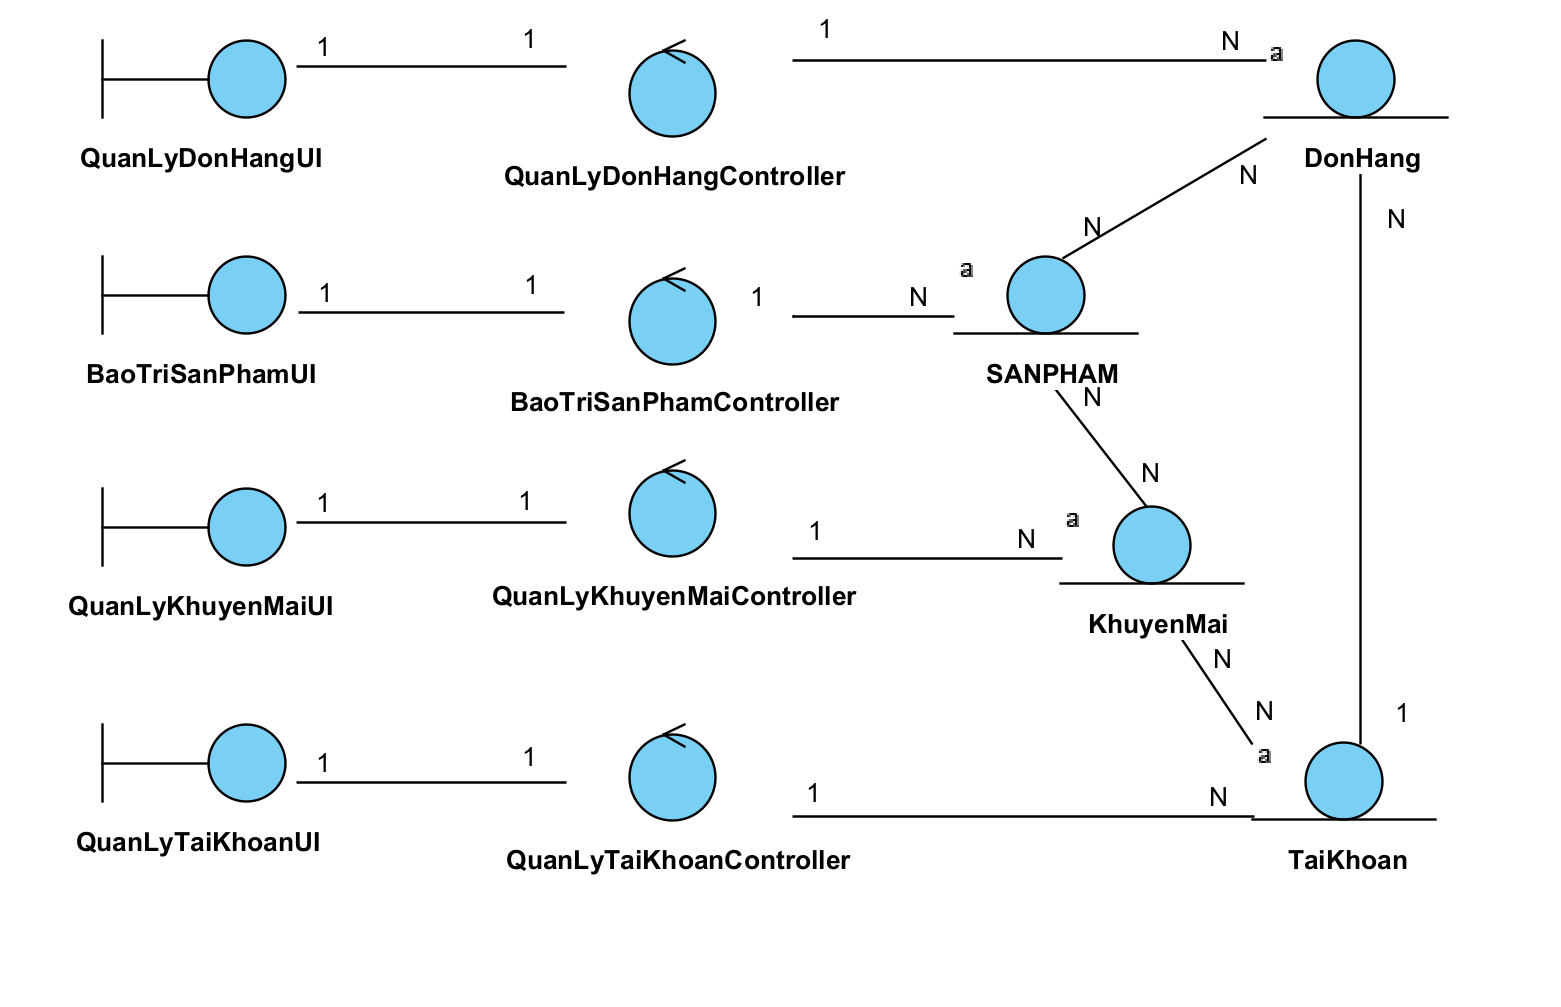 1 1 1 N a
QuanLyDonHangUI QuanLyDonHangController DonHang
N N N
1 1 1 N a
BaoTriSanPhamUI BaoTriSanPhamController SANPHAM
N N
1 1 1 N a
QuanLyKhuyenMaiUI QuanLyKhuyenMaiController KhuyenMai
N N 1
1 1 1 N a
QuanLyTaiKhoanUI QuanLyTaiKhoanController TaiKhoan